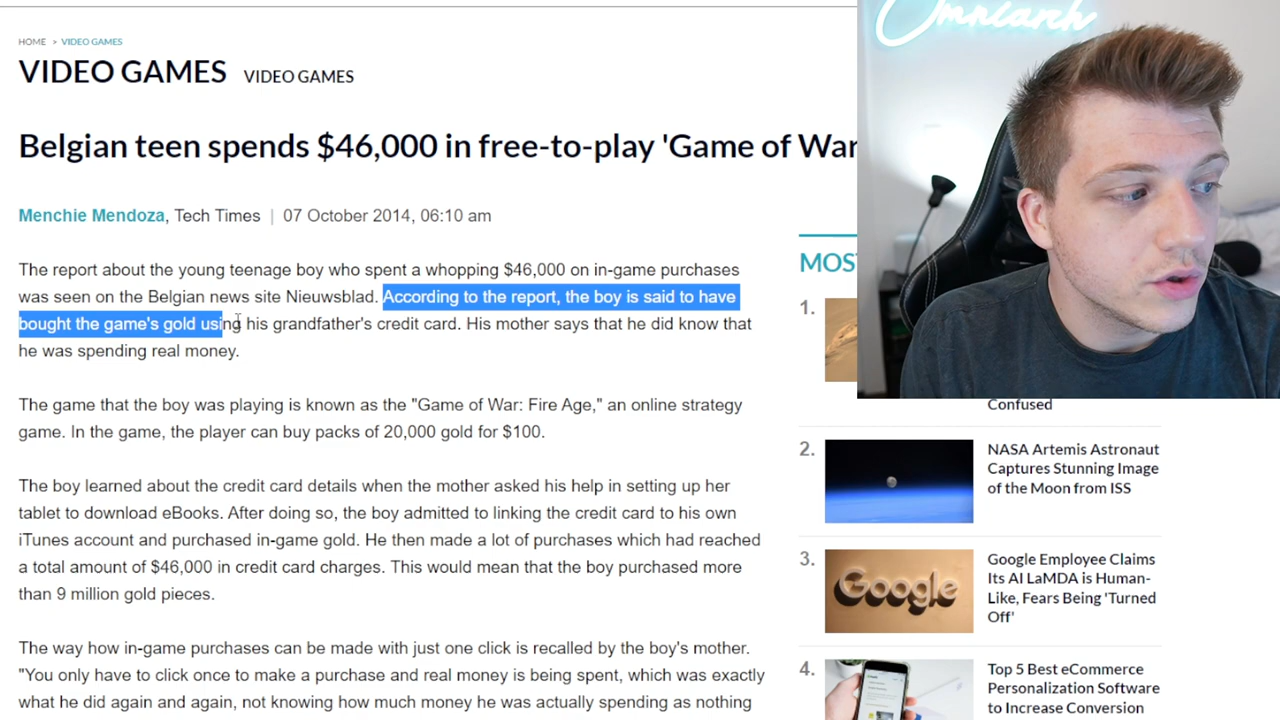 Omniarch
HOME > VIDEO GAMES
VIDEO GAMES VIDEO GAMES
Belgian teen spends $46,000 in free-to-play 'Game of War
Menchie Mendoza, Tech Times | 07 October 2014, 06:10 am
The report about the young teenage boy who spent a whopping $46,000 on in-game purchases
was seen on the Belgian news site Nieuwsblad. According to the report, the boy is said to have
bought the game's gold using his grandfather's credit card. His mother says that he did know that
he was spending real money.
The game that the boy was playing is known as the "Game of War: Fire Age," an online strategy
game. In the game, the player can buy packs of 20,000 gold for $100.
The boy learned about the credit card details when the mother asked his help in setting up her
tablet to download eBooks. After doing so, the boy admitted to linking the credit card to his own
iTunes account and purchased in-game gold. He then made a lot of purchases which had reached
a total amount of $46,000 in credit card charges. This would mean that the boy purchased more
than 9 million gold pieces.
The way how in-game purchases can be made with just one click is recalled by the boy's mother.
"You only have to click once to make a purchase and real money is being spent, which was exactly
what he did again and again, not knowing how much money he was actually spending as nothing
MOS
1.
Confused
2.
NASA Artemis Astronaut
Captures Stunning Image
of the Moon from ISS
3.
Google
Google Employee Claims
Its AI LaMDA is Human-
Like, Fears Being 'Turned
Off'
4.
Top 5 Best eCommerce
Personalization Software
to Increase Conversion